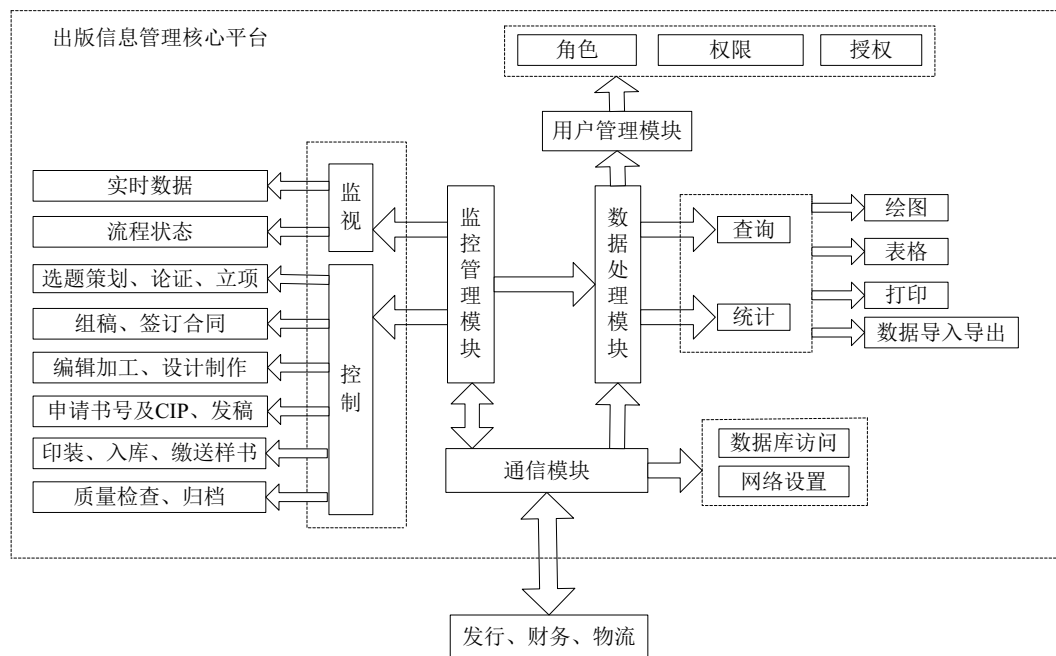 出版信息管理核心平台
角色
权限
授权
用户管理模块
实时数据
流程状态
选题策划、论证、立项
组稿、签订合同
编辑加工、设计制作
申请书号及CIP、发稿
印装、入库、缴送样书
质量检查、归档
监视
控制
监控管理模块
数据处理模块
查询
统计
绘图
表格
打印
数据导入导出
通信模块
数据库访问
网络设置
发行、财务、物流